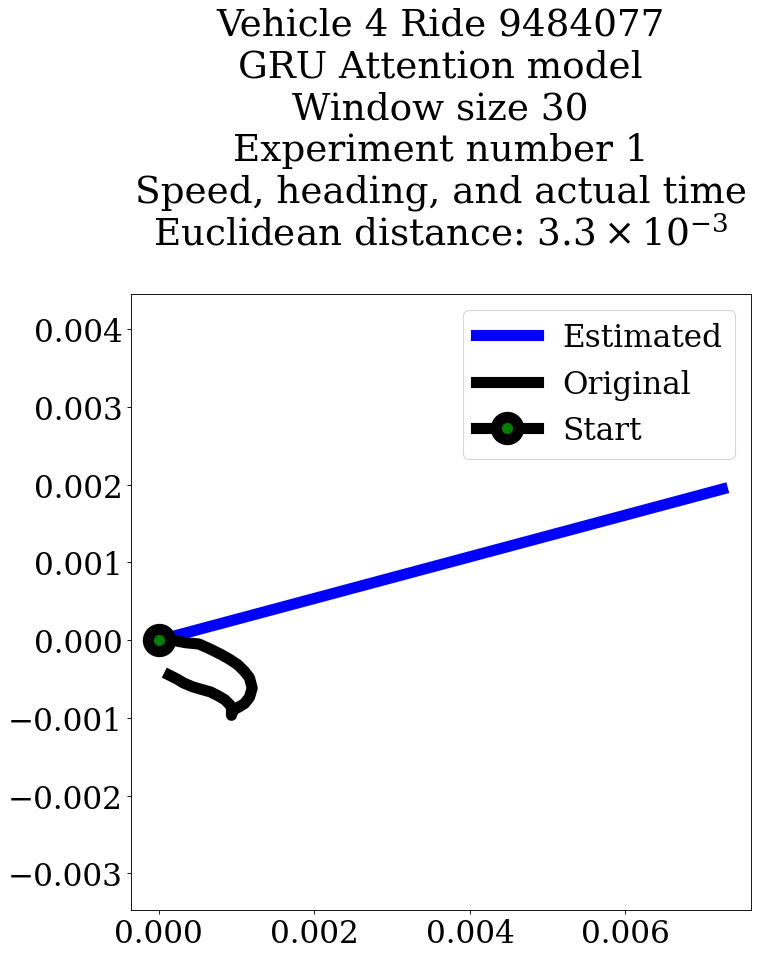 Vehicle 4 Ride 9484077
GRU Attention model
Window size 30
Experiment number 1
Speed, heading, and actual time
Euclidean distance: 3.3 × 10⁻³
Estimated
Original
Start
0.004
0.003
0.002
0.001
0.000
−0.001
−0.002
−0.003
0.000 0.002 0.004 0.006